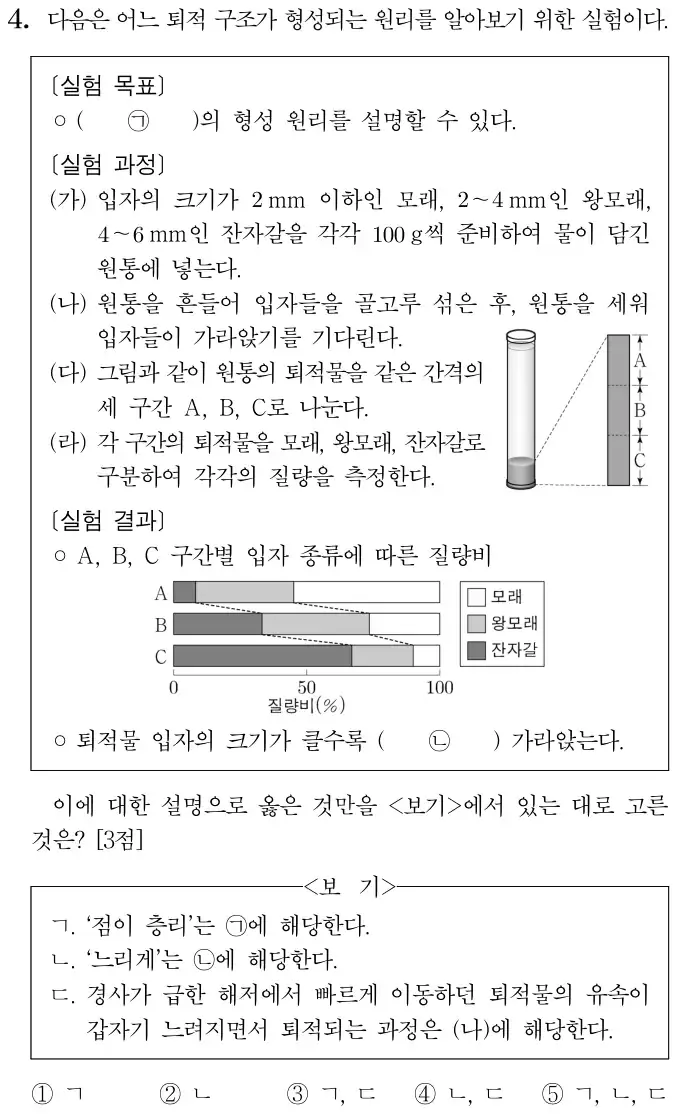 4. 다음은 어느 퇴적 구조가 형성되는 원리를 알아보기 위한 실험이다.
〔실험 목표〕
○ ( ㉠ )의 형성 원리를 설명할 수 있다.
〔실험 과정〕
(가) 입자의 크기가 2 mm 이하인 모래, 2∼4 mm인 왕모래,
4∼6 mm인 잔자갈을 각각 100 g씩 준비하여 물이 담긴
원통에 넣는다.
(나) 원통을 흔들어 입자들을 골고루 섞은 후, 원통을 세워
입자들이 가라앉기를 기다린다.
(다) 그림과 같이 원통의 퇴적물을 같은 간격의
세 구간 A, B, C로 나눈다.
(라) 각 구간의 퇴적물을 모래, 왕모래, 잔자갈로
구분하여 각각의 질량을 측정한다.
A
B
C
〔실험 결과〕
○ A, B, C 구간별 입자 종류에 따른 질량비
A
B
C
0 50 100
질량비(%)
모래
왕모래
잔자갈
○ 퇴적물 입자의 크기가 클수록 ( ㉡ ) 가라앉는다.
이에 대한 설명으로 옳은 것만을 <보기>에서 있는 대로 고른
것은? [3점]
<보 기>
ㄱ. ‘점이 층리’는 ㉠에 해당한다.
ㄴ. ‘느리게’는 ㉡에 해당한다.
ㄷ. 경사가 급한 해저에서 빠르게 이동하던 퇴적물의 유속이
갑자기 느려지면서 퇴적되는 과정은 (나)에 해당한다.
① ㄱ ② ㄴ ③ ㄱ, ㄷ ④ ㄴ, ㄷ ⑤ ㄱ, ㄴ, ㄷ